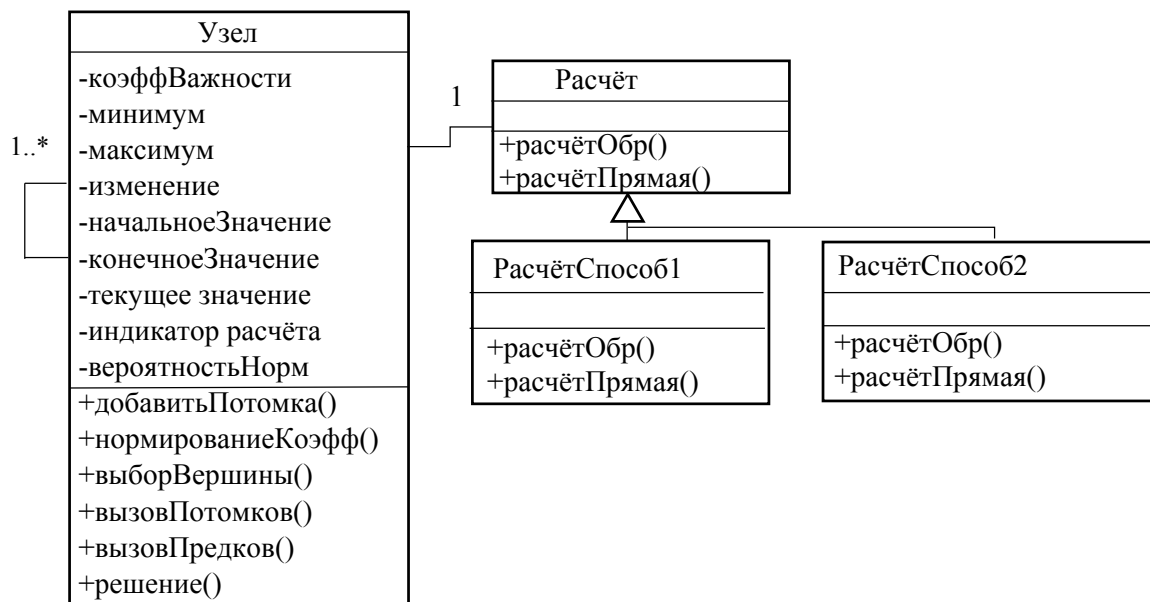 Узел
-коэффВажности
-минимум
-максимум
-изменение
-начальноеЗначение
-конечноеЗначение
-текущее значение
-индикатор расчёта
-вероятностьНорм
+добавитьПотомка()
+нормированиеКоэфф()
+выборВершины()
+вызовПотомков()
+вызовПредков()
+решение()
1..*
1
Расчёт
+расчётОбр()
+расчётПрямая()
РасчётСпособ1
+расчётОбр()
+расчётПрямая()
РасчётСпособ2
+расчётОбр()
+расчётПрямая()